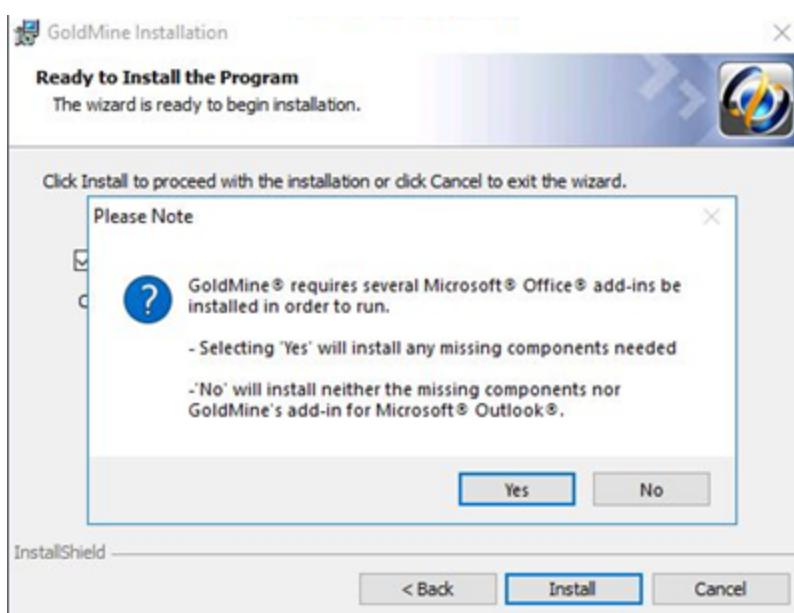 GoldMine Installation
Ready to Install the Program
The wizard is ready to begin installation.
Click Install to proceed with the installation or click Cancel to exit the wizard.
Please Note
GoldMine® requires several Microsoft® Office® add-ins be
installed in order to run.
- Selecting 'Yes' will install any missing components needed
-'No' will install neither the missing components nor
GoldMine's add-in for Microsoft® Outlook®.
Yes
No
InstallShield
< Back
Install
Cancel